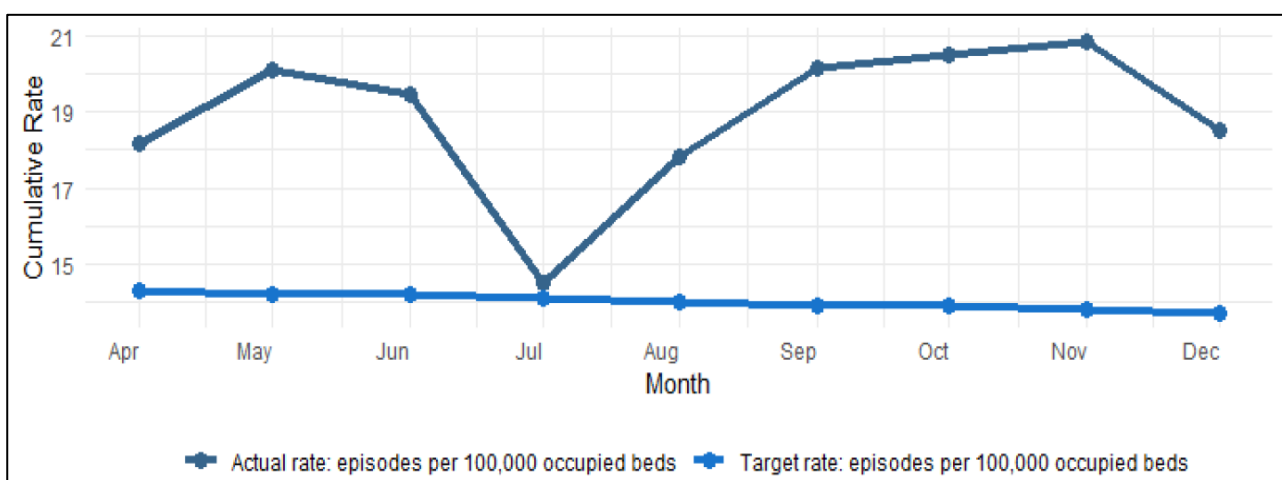 Cumulative Rate
21
19
17
15
Apr May Jun Jul Aug Sep Oct Nov Dec
Month
Actual rate: episodes per 100,000 occupied beds Target rate: episodes per 100,000 occupied beds